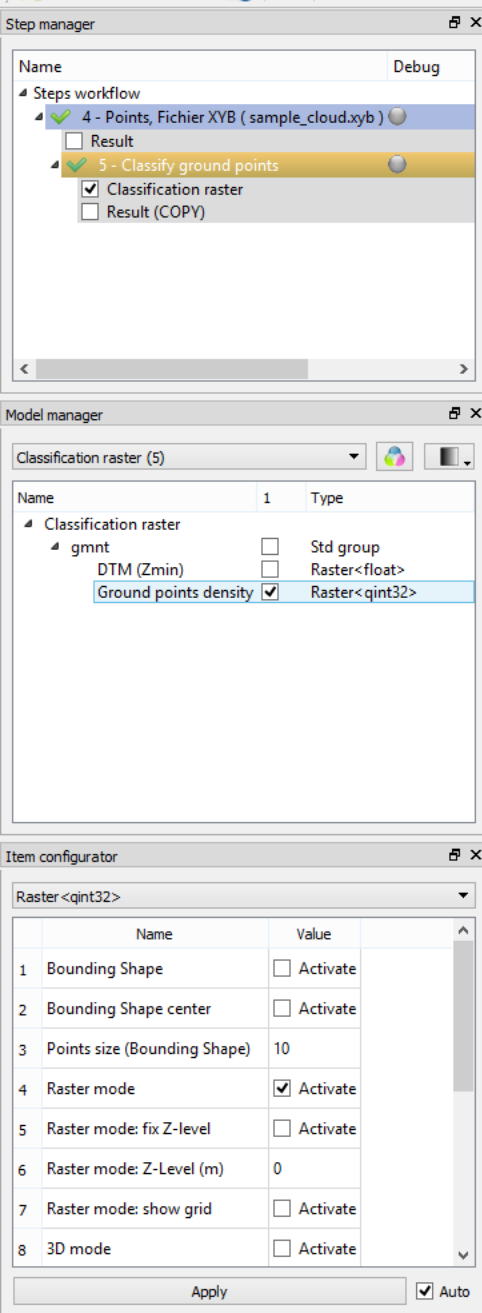 Step manager
Name Debug
Steps workflow
4 - Points, Fichier XYB ( sample_cloud.xyb )
Result
5 - Classify ground points
Classification raster
Result (COPY)
Model manager
Classification raster (5)
Name 1 Type
Classification raster
gmnt Std group
DTM (Zmin) Raster<float>
Ground points density Raster<qint32>
Item configurator
Raster<qint32>
Name Value
1 Bounding Shape Activate
2 Bounding Shape center Activate
3 Points size (Bounding Shape) 10
4 Raster mode Activate
5 Raster mode: fix Z-level Activate
6 Raster mode: Z-Level (m) 0
7 Raster mode: show grid Activate
8 3D mode Activate
Apply Auto